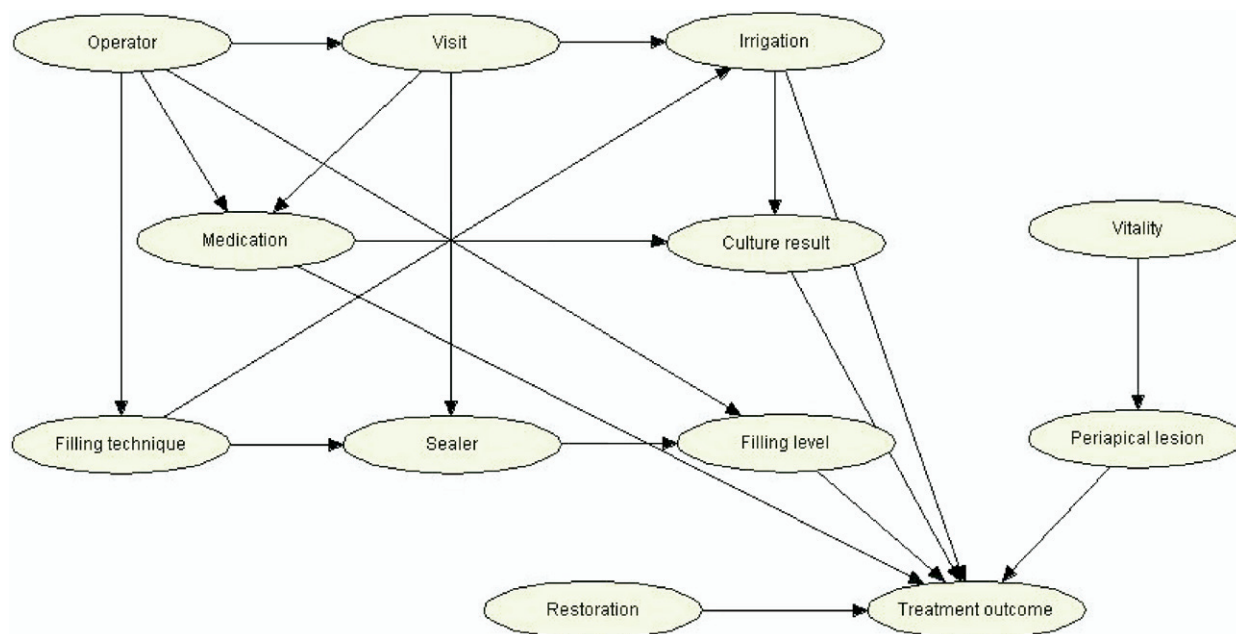 Operator
Visit
Irrigation
Medication
Culture result
Vitality
Filling technique
Sealer
Filling level
Periapical lesion
Restoration
Treatment outcome